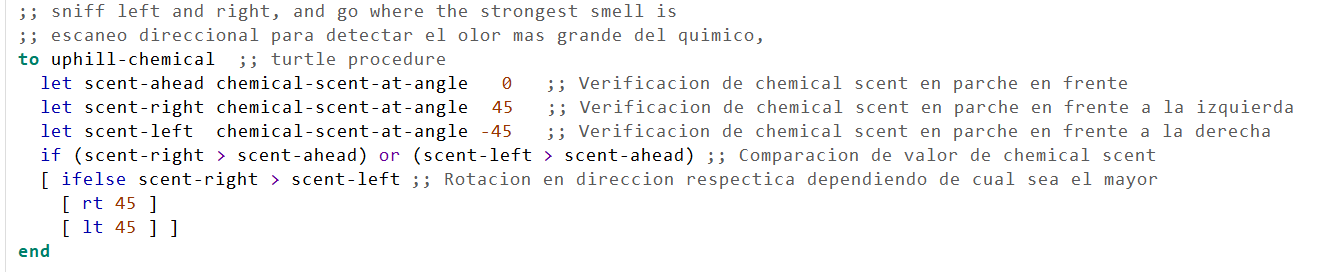 ;; sniff left and right, and go where the strongest smell is
;; escaneo direccional para detectar el olor mas grande del quimico,
to uphill-chemical  ;; turtle procedure
  let scent-ahead chemical-scent-at-angle   0   ;; Verificacion de chemical scent en parche en frente
  let scent-right chemical-scent-at-angle  45   ;; Verificacion de chemical scent en parche en frente a la izquierda
  let scent-left  chemical-scent-at-angle -45   ;; Verificacion de chemical scent en parche en frente a la derecha
  if (scent-right > scent-ahead) or (scent-left > scent-ahead) ;; Comparacion de valor de chemical scent
  [ ifelse scent-right > scent-left ;; Rotacion en direccion respectica dependiendo de cual sea el mayor
    [ rt 45 ]
    [ lt 45 ] ]
end